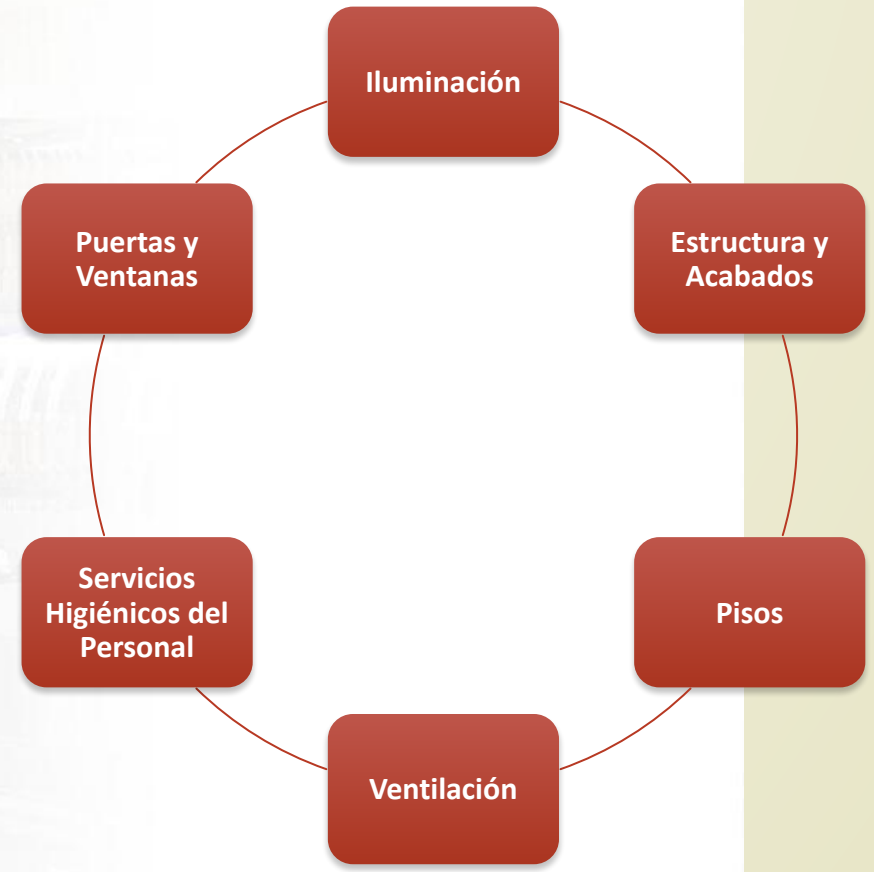 Iluminación
Estructura y
Acabados
Pisos
Ventilación
Servicios
Higiénicos del
Personal
Puertas y
Ventanas